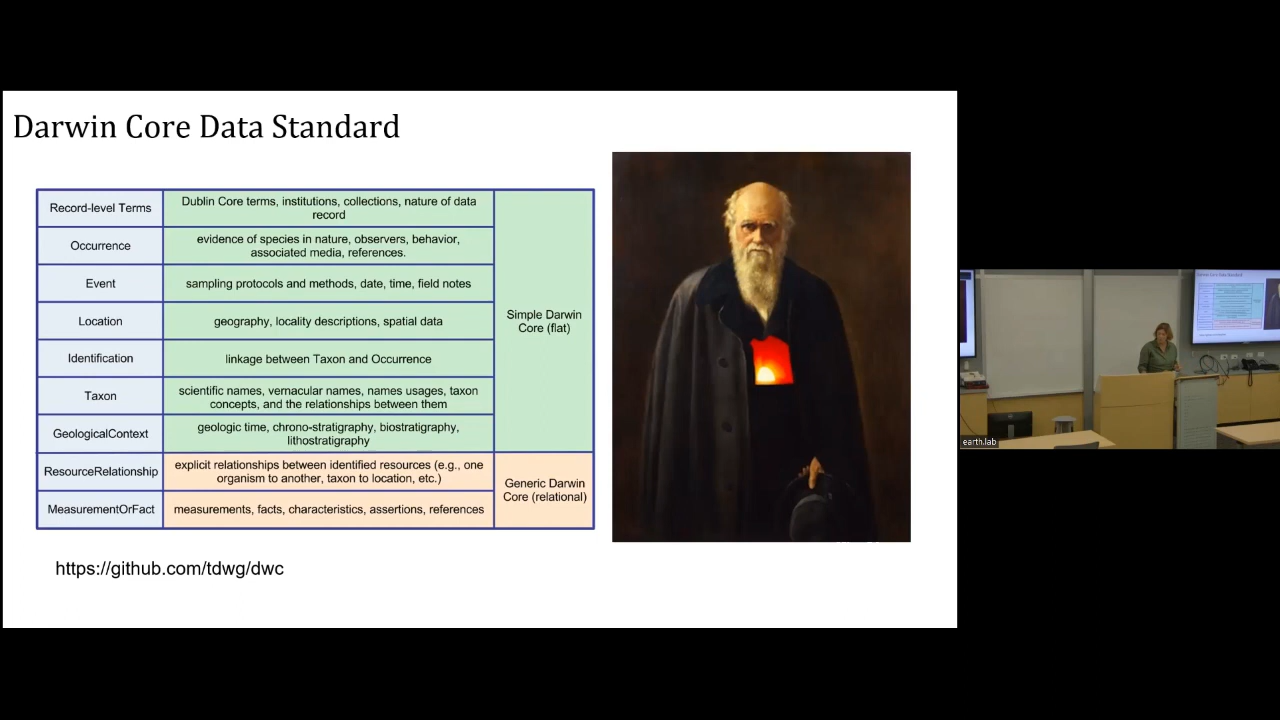 Darwin Core Data Standard
Record-level Terms
Dublin Core terms, institutions, collections, nature of data
record
Occurrence
evidence of species in nature, observers, behavior,
associated media, references.
Event
sampling protocols and methods, date, time, field notes
Location
geography, locality descriptions, spatial data
Identification
linkage between Taxon and Occurrence
Taxon
scientific names, vernacular names, names usages, taxon
concepts, and the relationships between them
GeologicalContext
geologic time, chrono-stratigraphy, biostratigraphy,
lithostratigraphy
Simple Darwin
Core (flat)
ResourceRelationship
explicit relationships between identified resources (e.g., one
organism to another, taxon to location, etc.)
MeasurementOrFact
measurements, facts, characteristics, assertions, references
Generic Darwin
Core (relational)
https://github.com/tdwg/dwc
Darwin Core Data Standard
earth.lab